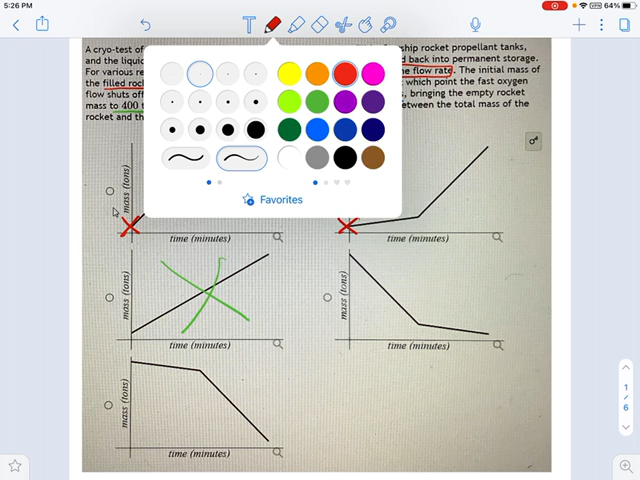 5:26 PM
64%
T
A cryo-test of
and the liquid
For various re
the filled rock
flow shuts off
mass to 400 t
rocket and th
ship rocket propellant tanks,
d back into permanent storage.
e flow rate. The initial mass of
which point the fast oxygen
s, bringing the empty rocket
etween the total mass of the
Favorites
mass (tons)
time (minutes)
time (minutes)
mass (tons)
time (minutes)
mass (tons)
time (minutes)
mass (tons)
time (minutes)
1
/
6